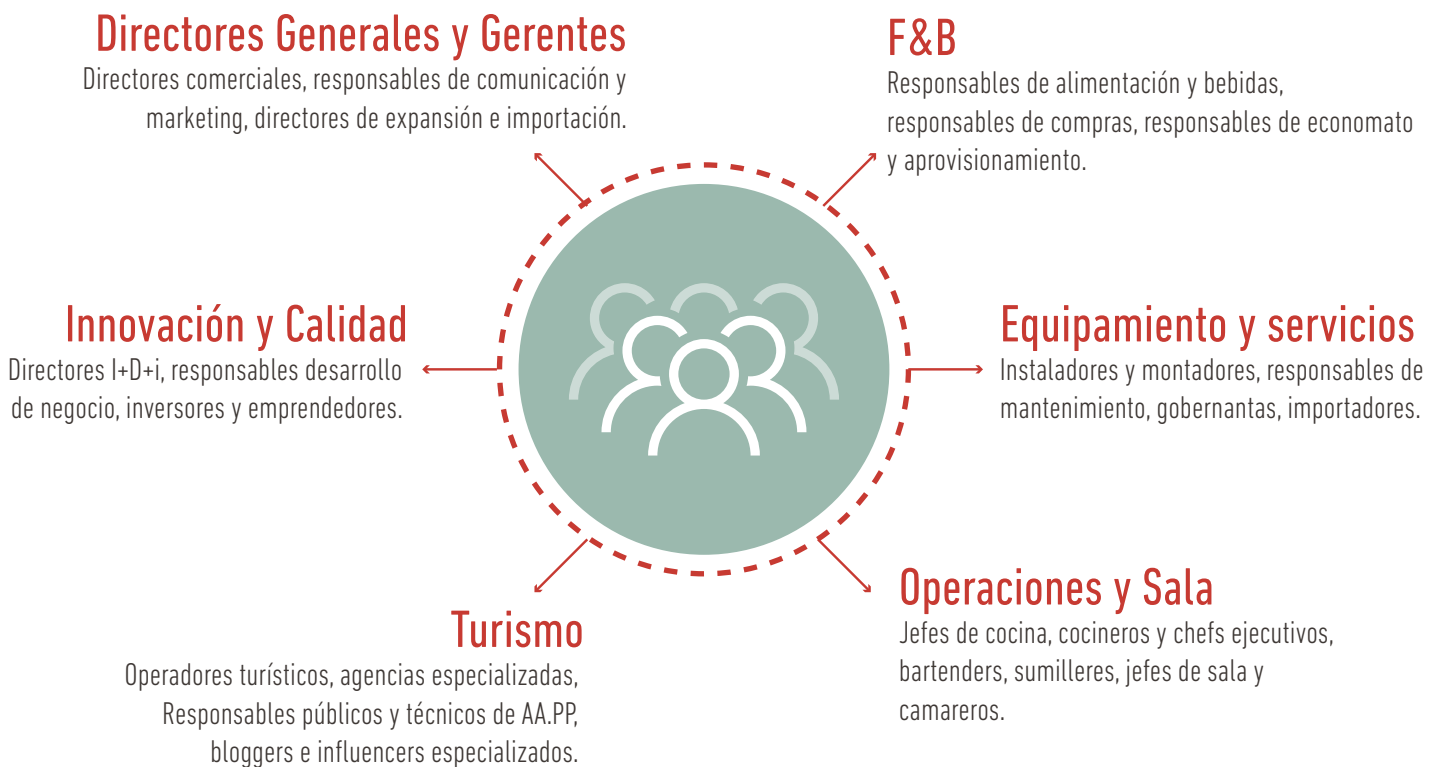 Directores Generales y Gerentes
Directores comerciales, responsables de comunicación y
marketing, directores de expansión e importación.
F&B
Responsables de alimentación y bebidas,
responsables de compras, responsables de economato
y aprovisionamiento.
Innovación y Calidad
Directores I+D+i, responsables desarrollo
de negocio, inversores y emprendedores.
Equipamiento y servicios
Instaladores y montadores, responsables de
mantenimiento, gobernantas, importadores.
Turismo
Operadores turísticos, agencias especializadas,
Responsables públicos y técnicos de AA.PP,
bloggers e influencers especializados.
Operaciones y Sala
Jefes de cocina, cocineros y chefs ejecutivos,
bartenders, sumilleres, jefes de sala y
camareros.